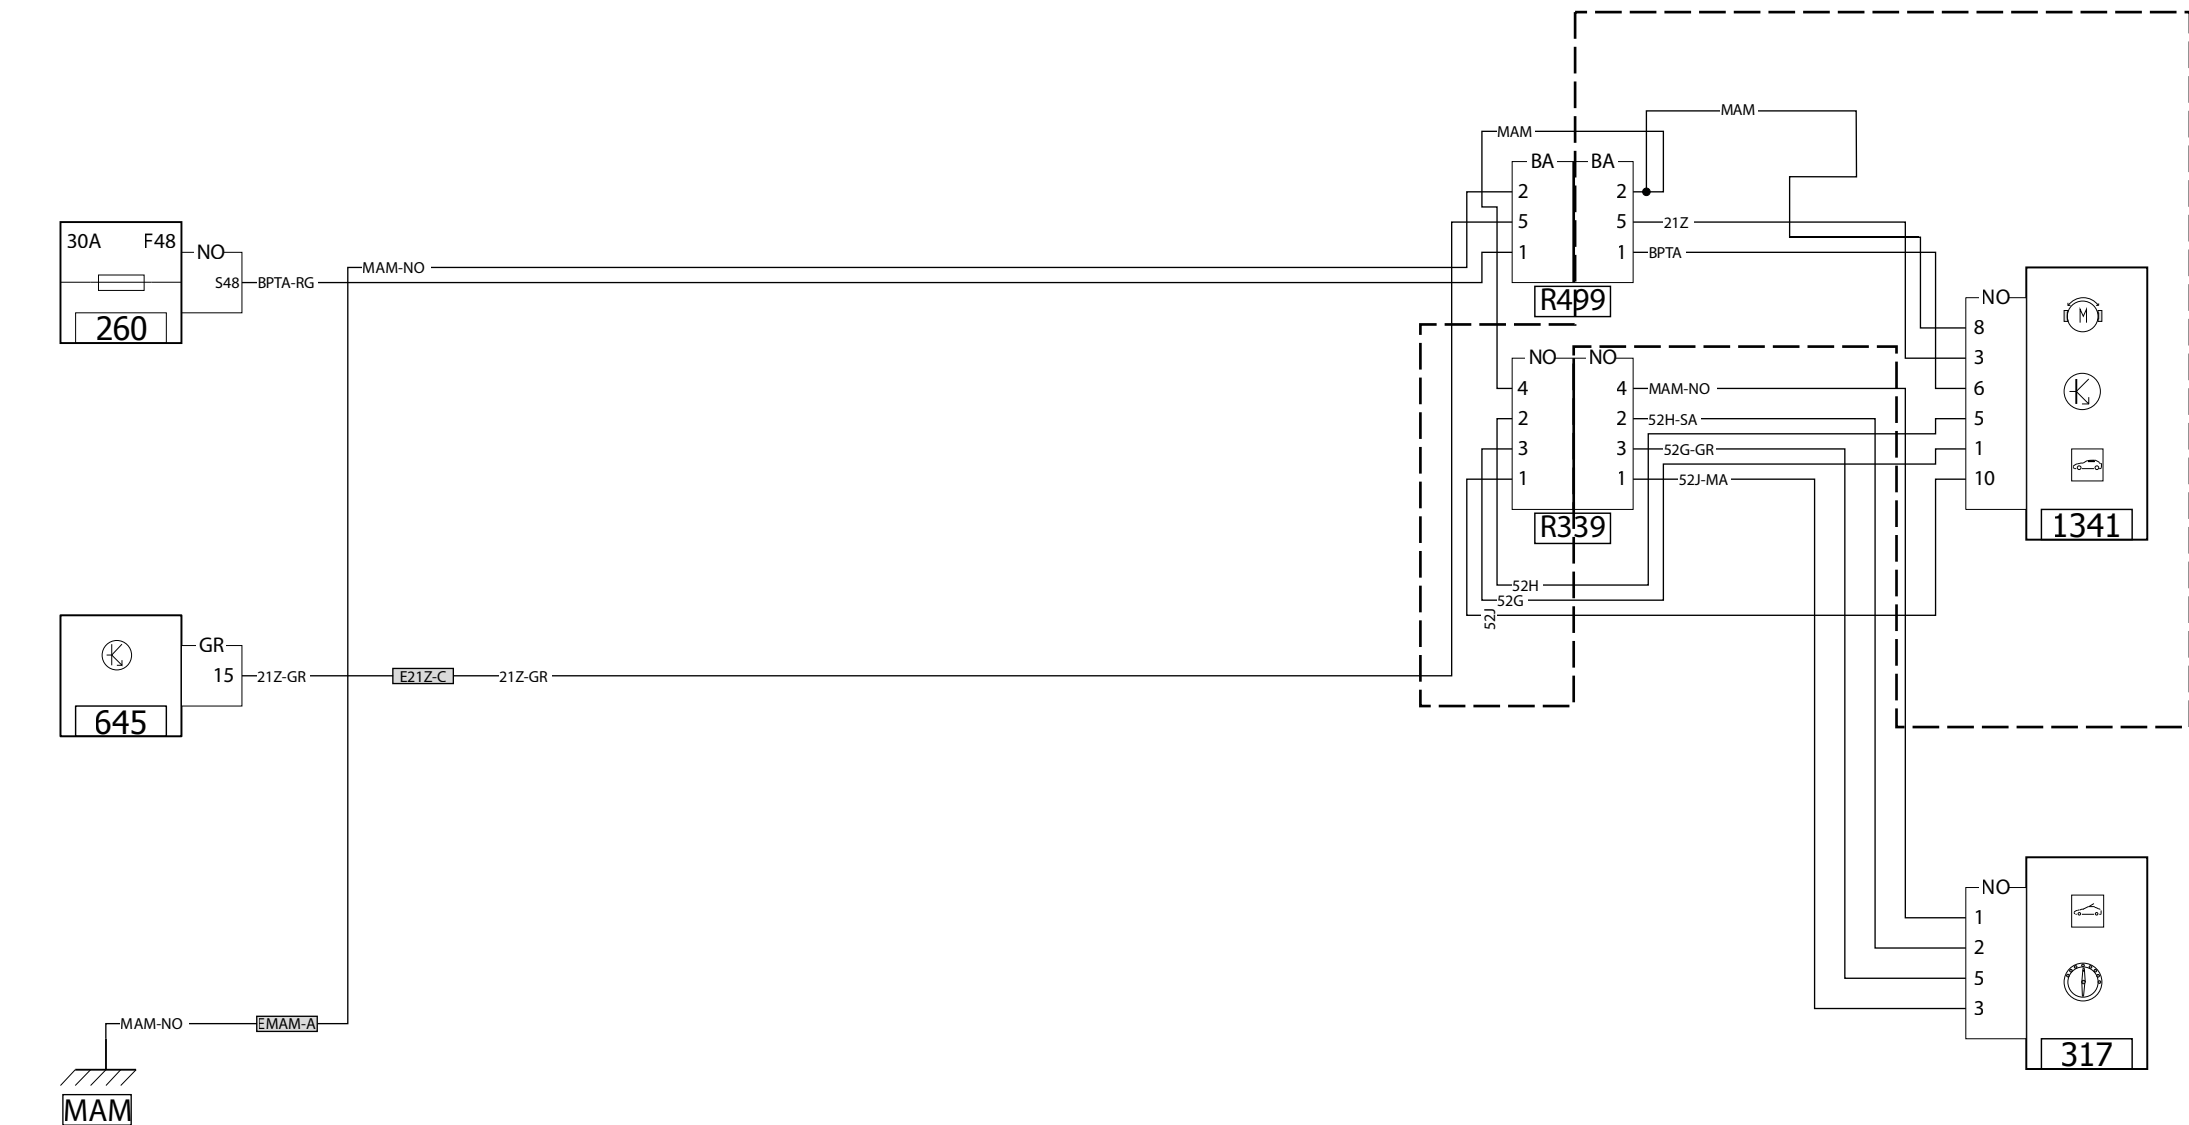 MAM
MAM
BA BA
2 2
5 5 21Z
1 1 BPTA
R499
30A F48
NO
S48 BPTA-RG
260
MAM-NO
NO NO
4 4 MAM-NO
2 2 52H-SA
3 3 52G-GR
1 1 52J-MA
R339
NO
8
3
6
5
1
10
M
1341
52H
52G
52J
GR
15 21Z-GR E21Z-C 21Z-GR
645
NO
1
2
5
3
317
MAM-NO EMAM-A
MAM